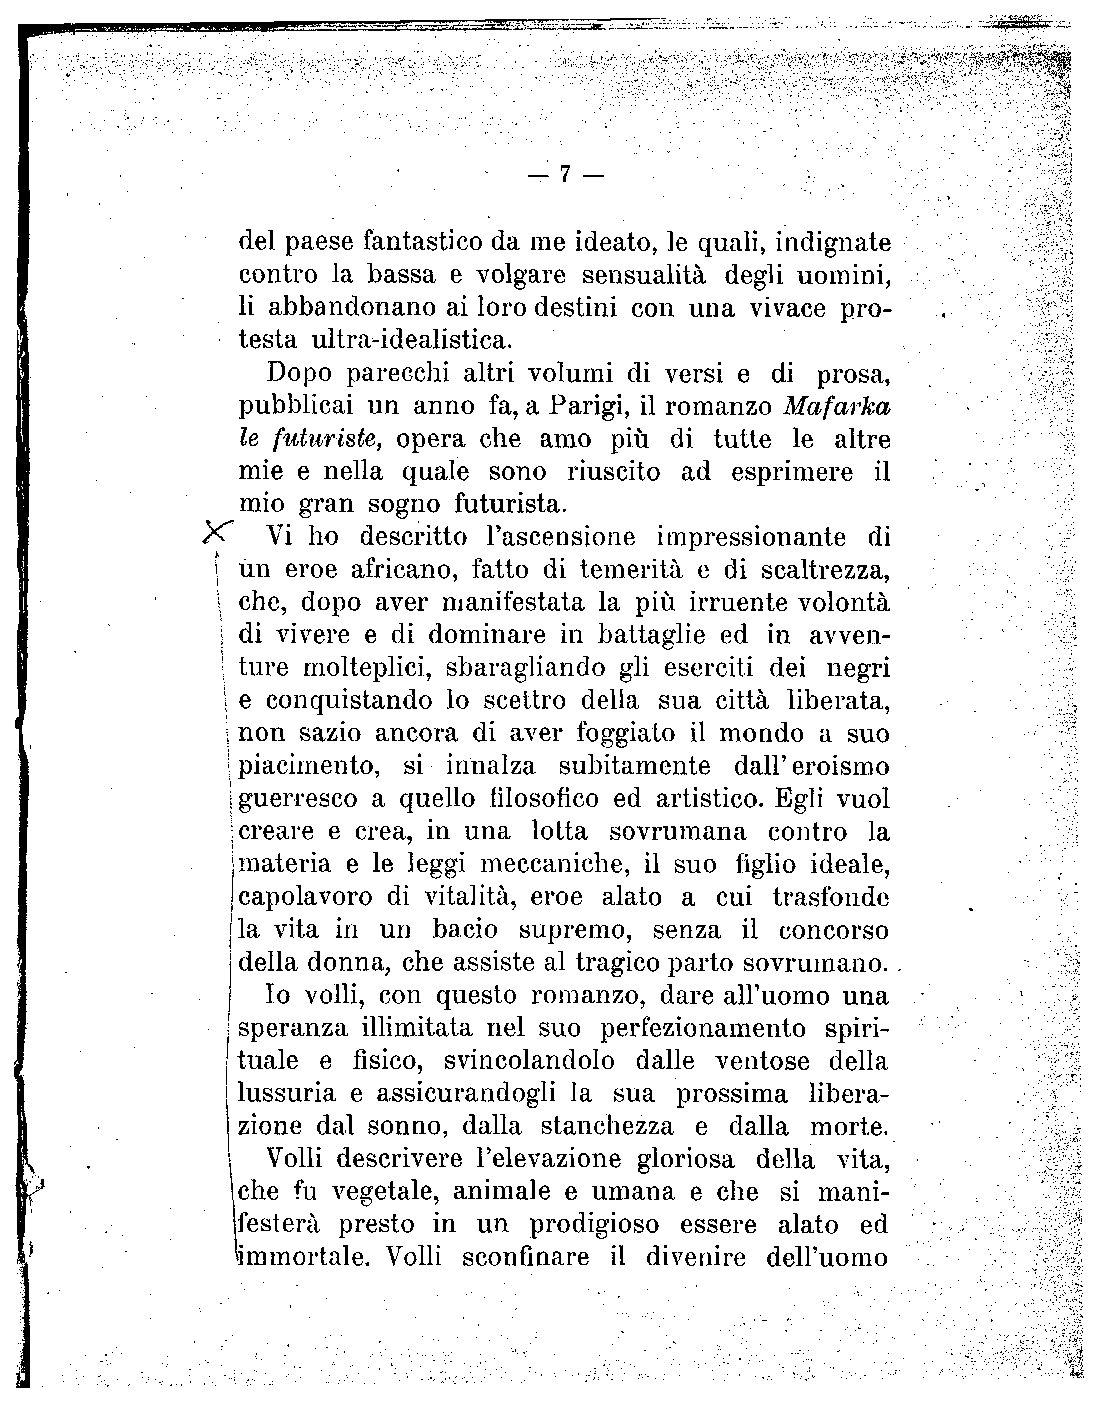 — 7 —
del paese fantastico da me ideato, le quali, indignate
contro la bassa e volgare sensualità degli uomini,
li abbandonano ai loro destini con una vivace pro-
testa ultra-idealistica.
Dopo parecchi altri volumi di versi e di prosa,
pubblicai un anno fa, a Parigi, il romanzo Mafarka
le futuriste, opera che amo più di tutte le altre
mie e nella quale sono riuscito ad esprimere il
mio gran sogno futurista.
Vi ho descritto l'ascensione impressionante di
un eroe africano, fatto di temerità e di scaltrezza,
che, dopo aver manifestata la più irruente volontà
di vivere e di dominare in battaglie ed in avven-
ture molteplici, sbaragliando gli eserciti dei negri
e conquistando lo scettro della sua città liberata,
non sazio ancora di aver foggiato il mondo a suo
piacimento, si innalza subitamente dall'eroismo
guerresco a quello filosofico ed artistico. Egli vuol
creare e crea, in una lotta sovrumana contro la
materia e le leggi meccaniche, il suo figlio ideale,
capolavoro di vitalità, eroe alato a cui trasfonde
la vita in un bacio supremo, senza il concorso
della donna, che assiste al tragico parto sovrumano.
Io volli, con questo romanzo, dare all'uomo una
speranza illimitata nel suo perfezionamento spiri-
tuale e fisico, svincolandolo dalle ventose della
lussuria e assicurandogli la sua prossima libera-
zione dal sonno, dalla stanchezza e dalla morte.
Volli descrivere l'elevazione gloriosa della vita,
che fu vegetale, animale e umana e che si mani-
festerà presto in un prodigioso essere alato ed
immortale. Volli sconfinare il divenire dell'uomo